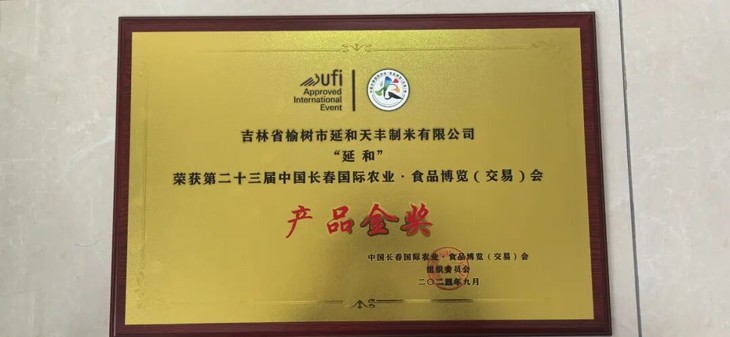 ufi
Approved
International
Event
吉林省榆树市延和天丰制米有限公司
“延 和”
荣获第二十三届中国长春国际农业·食品博览（交易）会
产品金奖
中国长春国际农业·食品博览（交易）会
组织委员会
二〇二四年九月